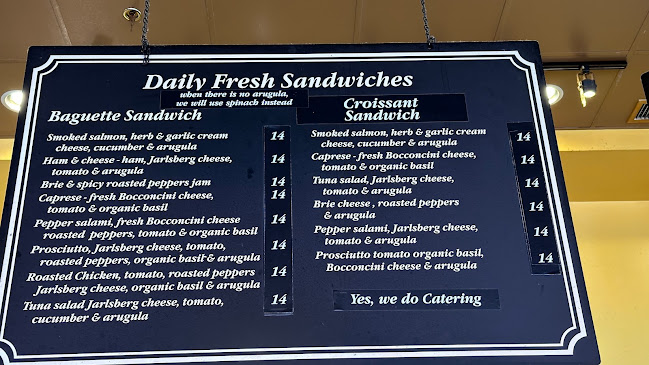 Daily Fresh Sandwiches
when there is no arugula,
we will use spinach instead
Baguette Sandwich
Smoked salmon, herb & garlic cream 14
cheese, cucumber & arugula
Ham & cheese - ham, Jarlsberg cheese, 14
tomato & arugula
Brie & spicy roasted peppers jam 14
Caprese - fresh Bocconcini cheese, 14
tomato & organic basil
Pepper salami, fresh Bocconcini cheese 14
roasted peppers, tomato & organic basil
Prosciutto, Jarlsberg cheese, tomato, 14
roasted peppers, organic basil & arugula
Roasted Chicken, tomato, roasted peppers 14
Jarlsberg cheese, organic basil & arugula
Tuna salad Jarlsberg cheese, tomato, 14
cucumber & arugula
Croissant
Sandwich
Smoked salmon, herb & garlic cream 14
cheese, cucumber & arugula
Caprese - fresh Bocconcini cheese, 14
tomato & organic basil
Tuna salad, Jarlsberg cheese, 14
tomato & arugula
Brie cheese , roasted peppers 14
& arugula
Pepper salami, Jarlsberg cheese, 14
tomato & arugula
Prosciutto tomato organic basil, 14
Bocconcini cheese & arugula
Yes, we do Catering